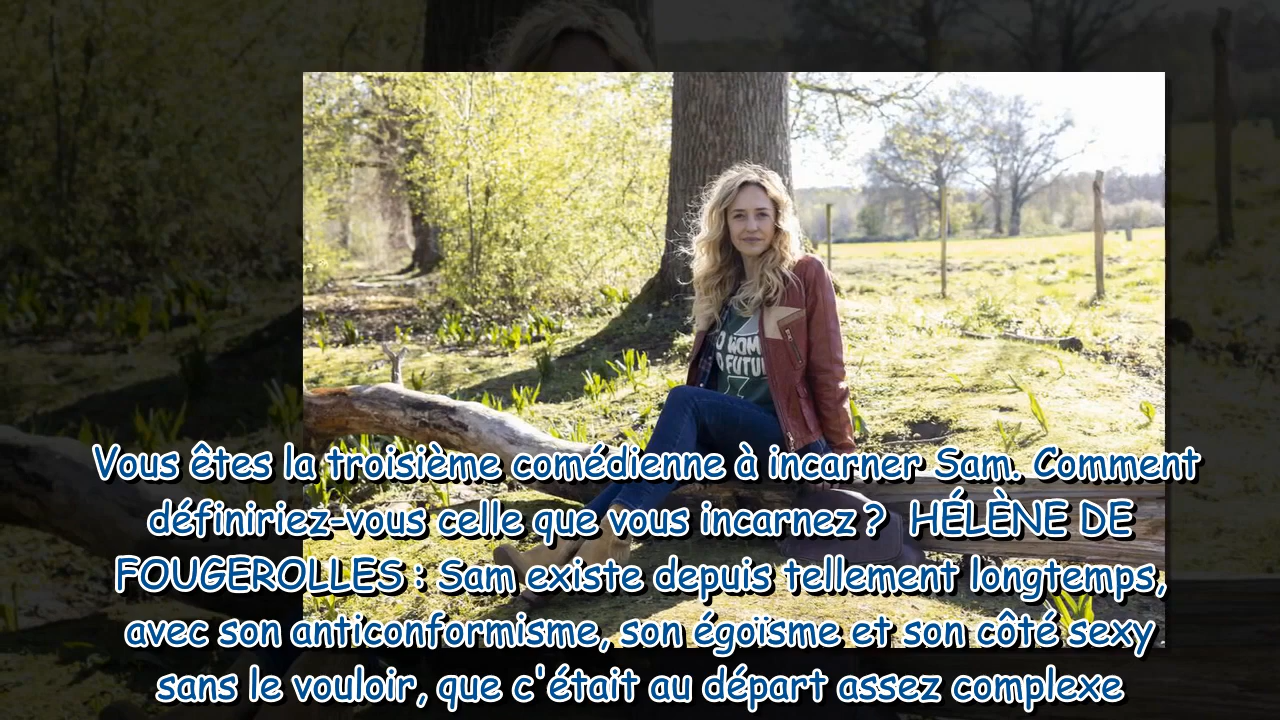 O WOM
O FUTU
Vous êtes la troisième comédienne à incarner Sam. Comment
définiriez-vous celle que vous incarnez ? HÉLÈNE DE
FOUGEROLLES : Sam existe depuis tellement longtemps,
avec son anticonformisme, son égoïsme et son côté sexy
sans le vouloir, que c'était au départ assez complexe